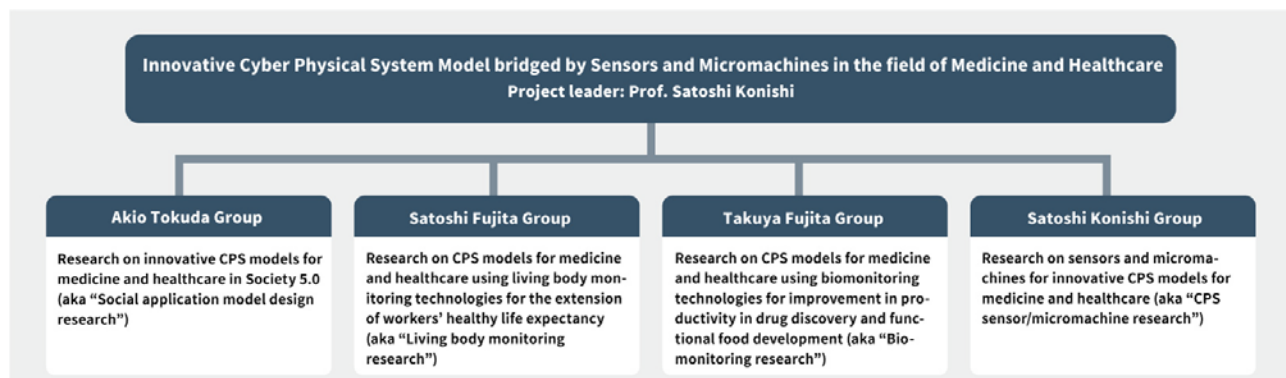 Innovative Cyber Physical System Model bridged by Sensors and Micromachines in the field of Medicine and Healthcare
Project leader: Prof. Satoshi Konishi
Akio Tokuda Group
Research on innovative CPS models for
medicine and healthcare in Society 5.0
(aka “Social application model design
research”)
Satoshi Fujita Group
Research on CPS models for medicine
and healthcare using living body mon-
itoring technologies for the extension
of workers’ healthy life expectancy
(aka “Living body monitoring
research”)
Takuya Fujita Group
Research on CPS models for medicine
and healthcare using biomonitoring
technologies for improvement in pro-
ductivity in drug discovery and func-
tional food development (aka “Bio-
monitoring research”)
Satoshi Konishi Group
Research on sensors and microma-
chines for innovative CPS models for
medicine and healthcare (aka “CPS
sensor/micromachine research”)